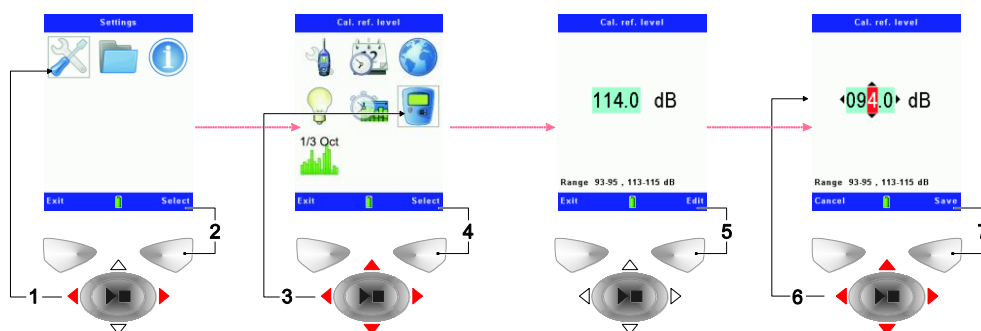 Settings
Exit Select
2
1
Cal. ref. level
12
1/3 Oct
Exit Select
4
3
Cal. ref. level
114.0 dB
Range 93-95 , 113-115 dB
Exit Edit
5
Cal. ref. level
094.0 dB
Range 93-95 , 113-115 dB
Cancel Save
7
6